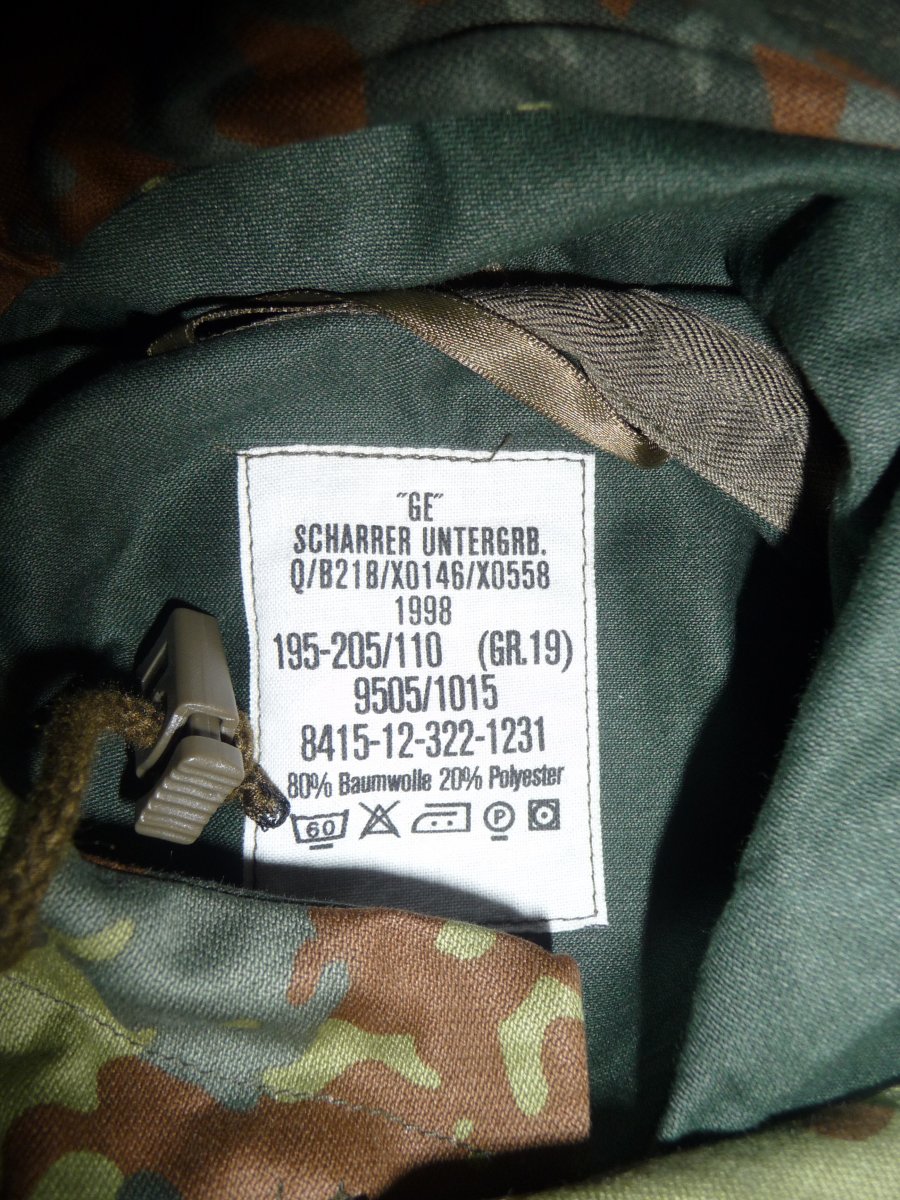 "GE"
SCHARRER UNTERGRB.
Q/B21B/X0146/X0558
1998
195-205/110 (GR.19)
9505/1015
8415-12-322-1231
80% Baumwolle 20% Polyester
60 P